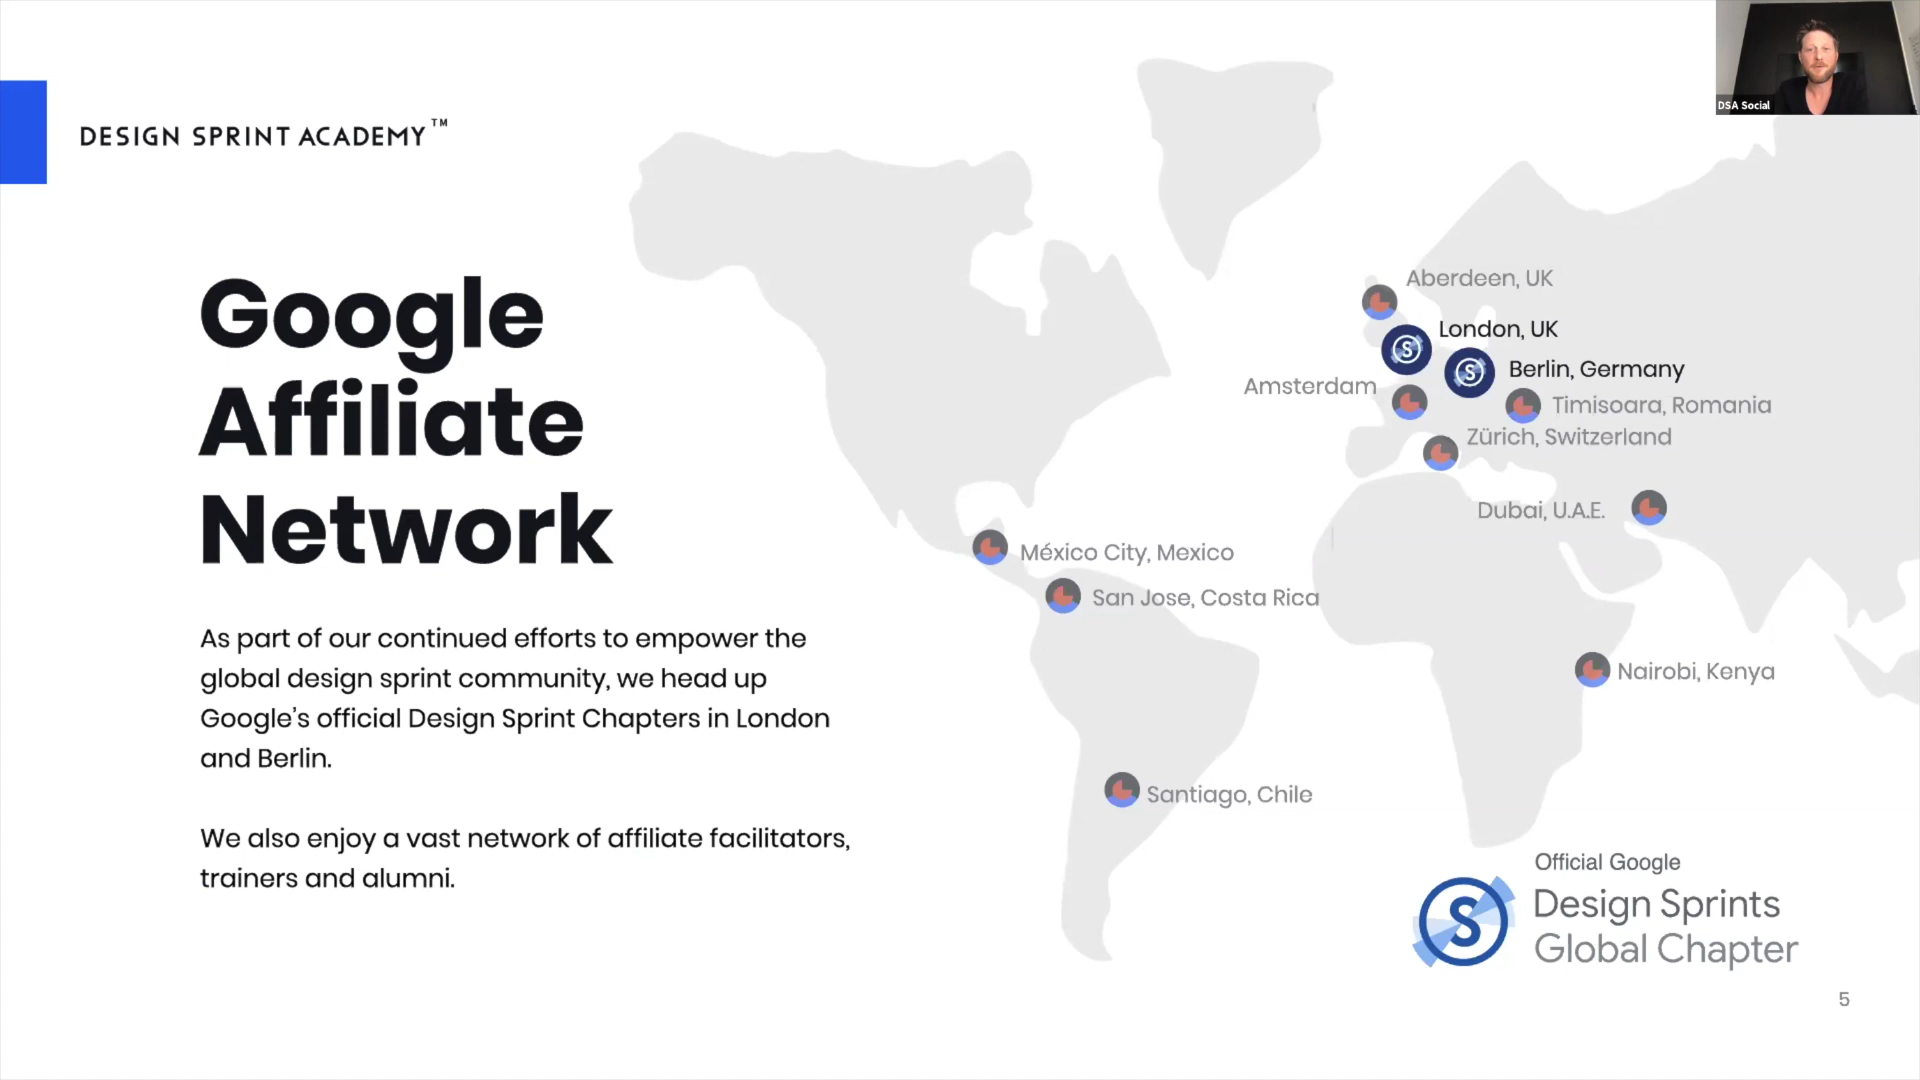 DSA Social
DESIGN SPRINT ACADEMY™
Google
Affiliate
Network
As part of our continued efforts to empower the
global design sprint community, we head up
Google’s official Design Sprint Chapters in London
and Berlin.
We also enjoy a vast network of affiliate facilitators,
trainers and alumni.
Aberdeen, UK
London, UK
Berlin, Germany
Amsterdam
Timisoara, Romania
Zürich, Switzerland
Dubai, U.A.E.
México City, Mexico
San Jose, Costa Rica
Nairobi, Kenya
Santiago, Chile
S
S
Official Google
S
Design Sprints
Global Chapter
5